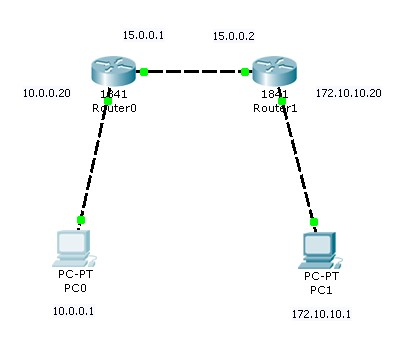 15.0.0.1
15.0.0.2
10.0.0.20
1841
Router0
1841
Router1
172.10.10.20
PC-PT
PC0
10.0.0.1
PC-PT
PC1
172.10.10.1